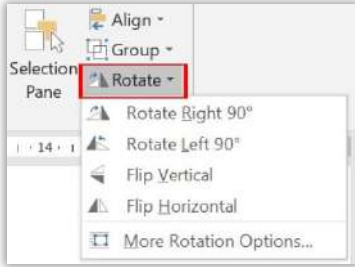 Align
Group
Selection
Pane
Rotate
Rotate Right 90°
14
Rotate Left 90°
Flip Vertical
Flip Horizontal
More Rotation Options...